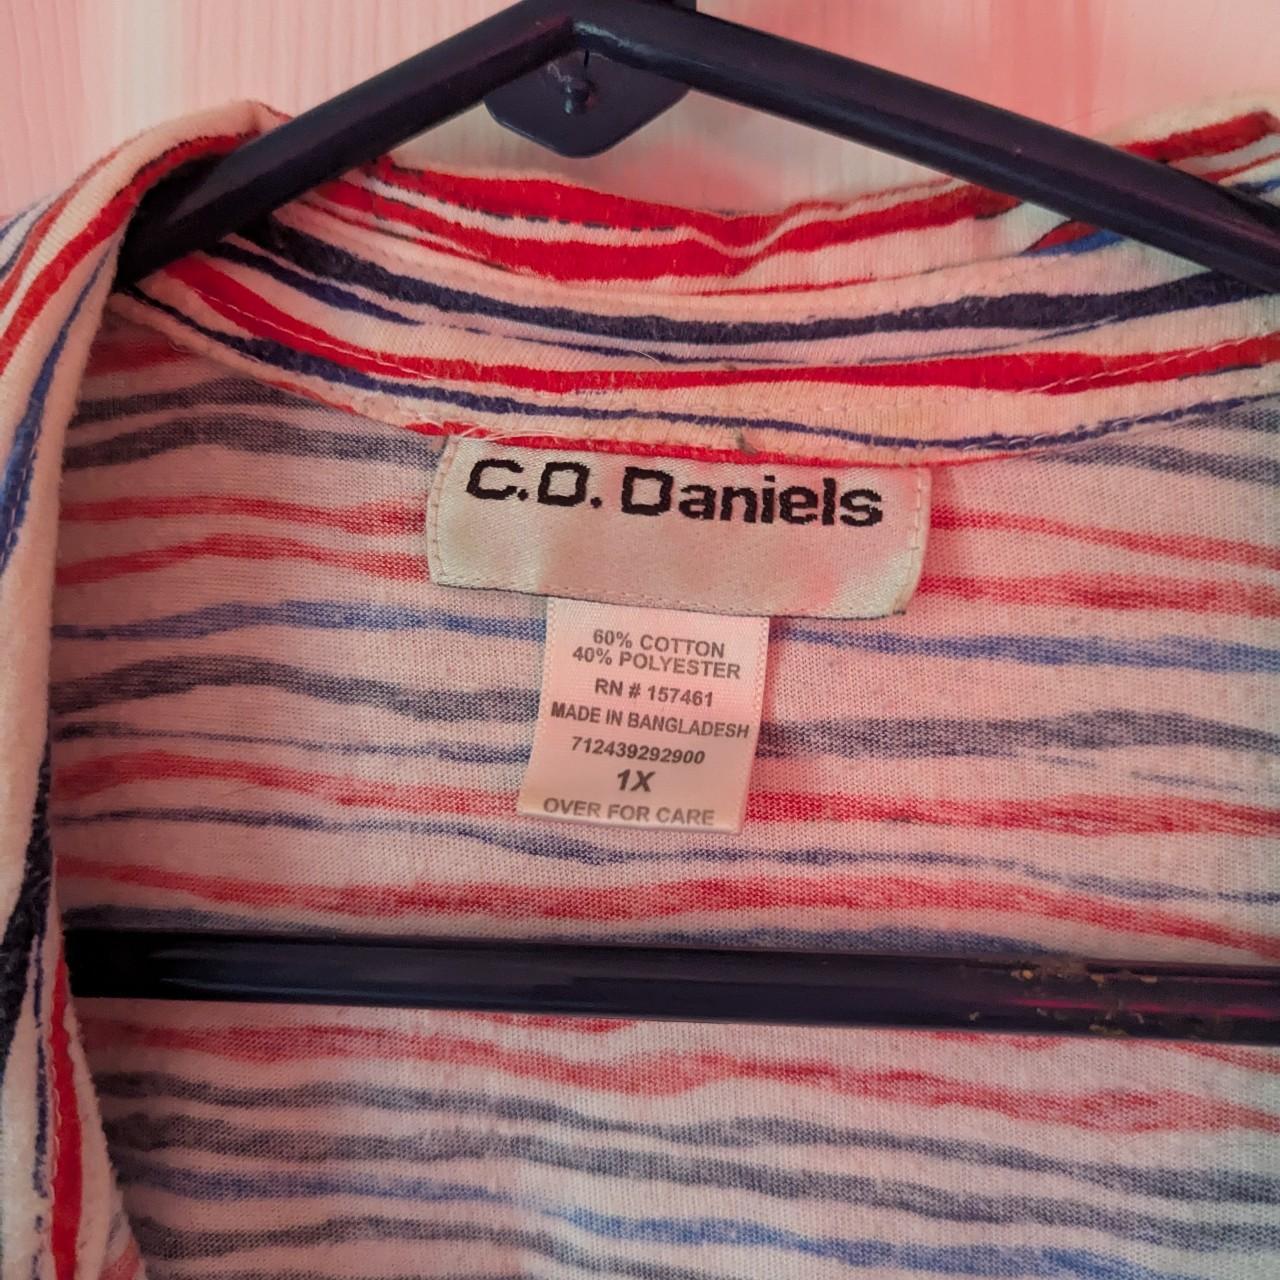 C.D. Daniels
60% COTTON
40% POLYESTER
RN # 157461
MADE IN BANGLADESH
712439292900
1X
OVER FOR CARE